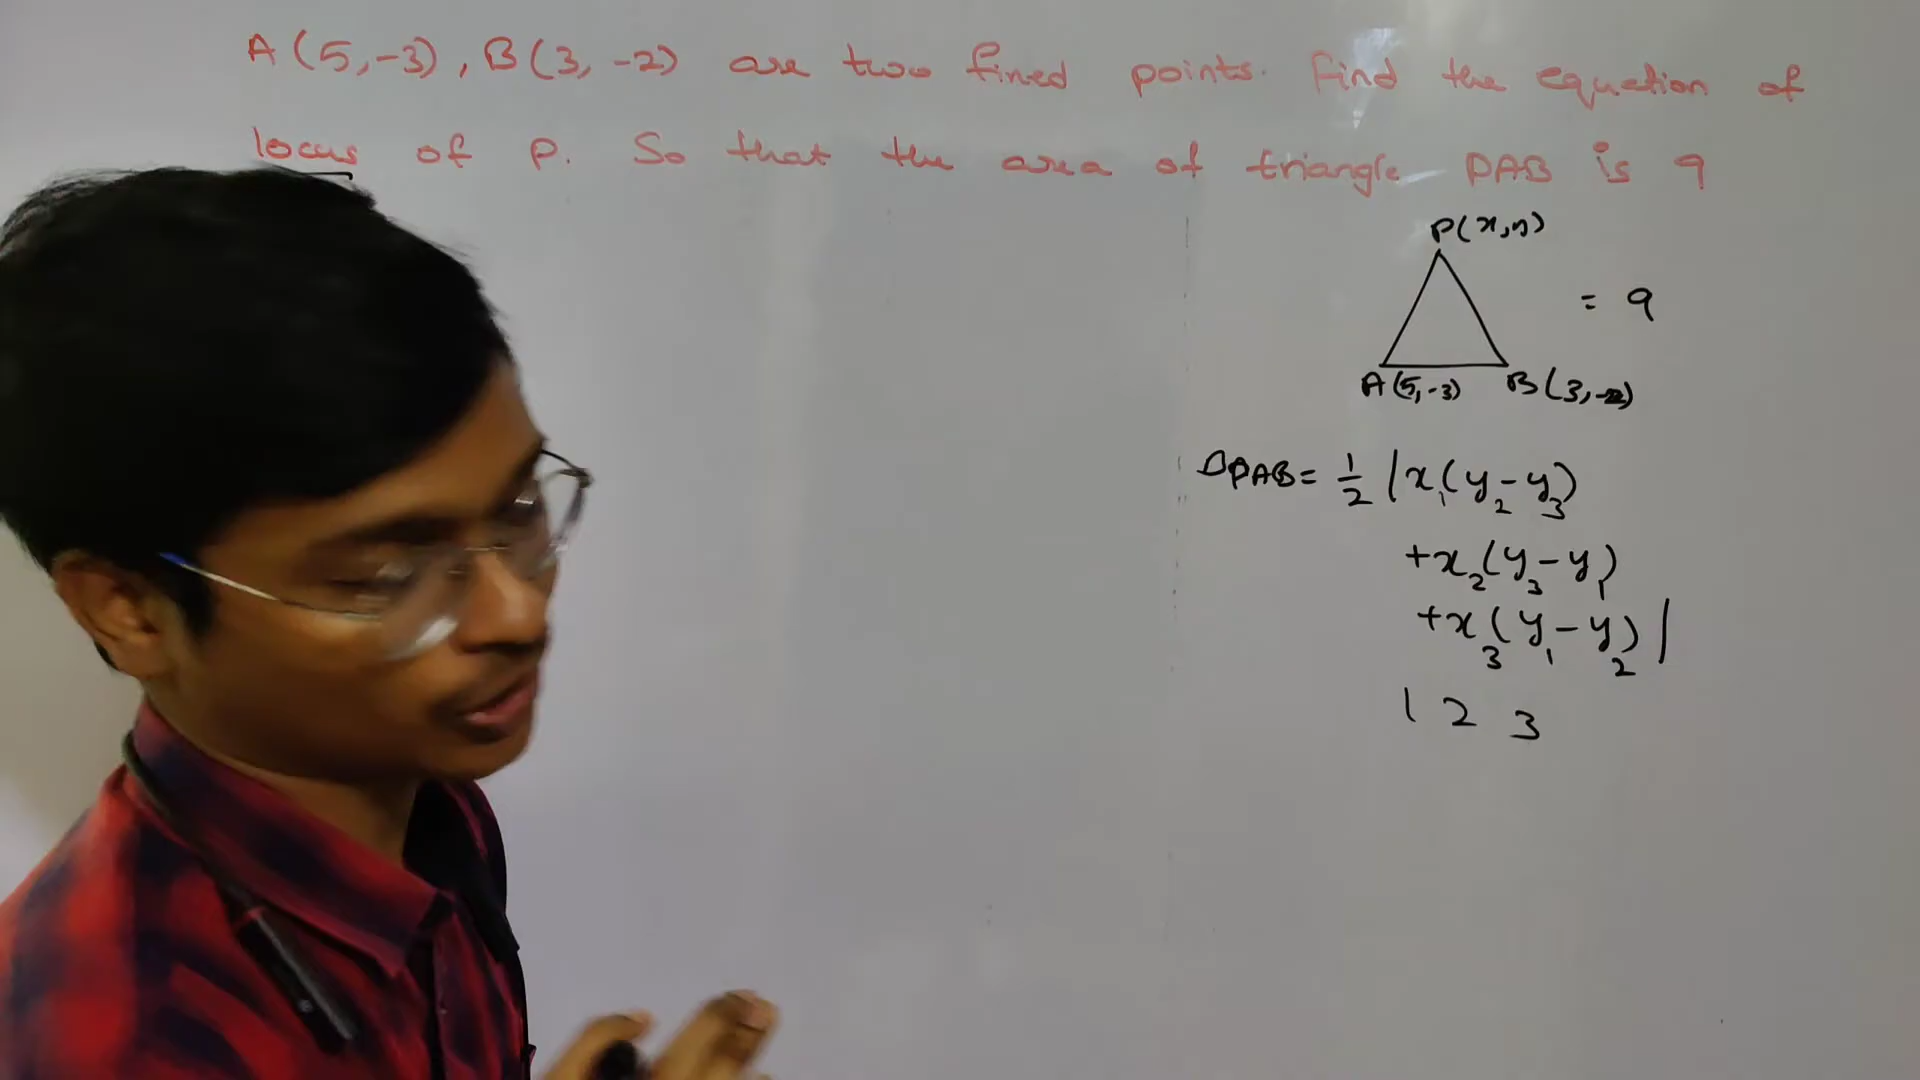 A(5,-3), B(3, -2) are two fined points. Find the equation of
locus of P. So that the area of triangle PAB is 9
P(x,y)
= 9
A(5,-3) B(3,-2)
ΔPAB = 1/2 |x₁(y₂-y₃)
+x₂(y₃-y₁)
+x₃(y₁-y₂)|
1 2 3